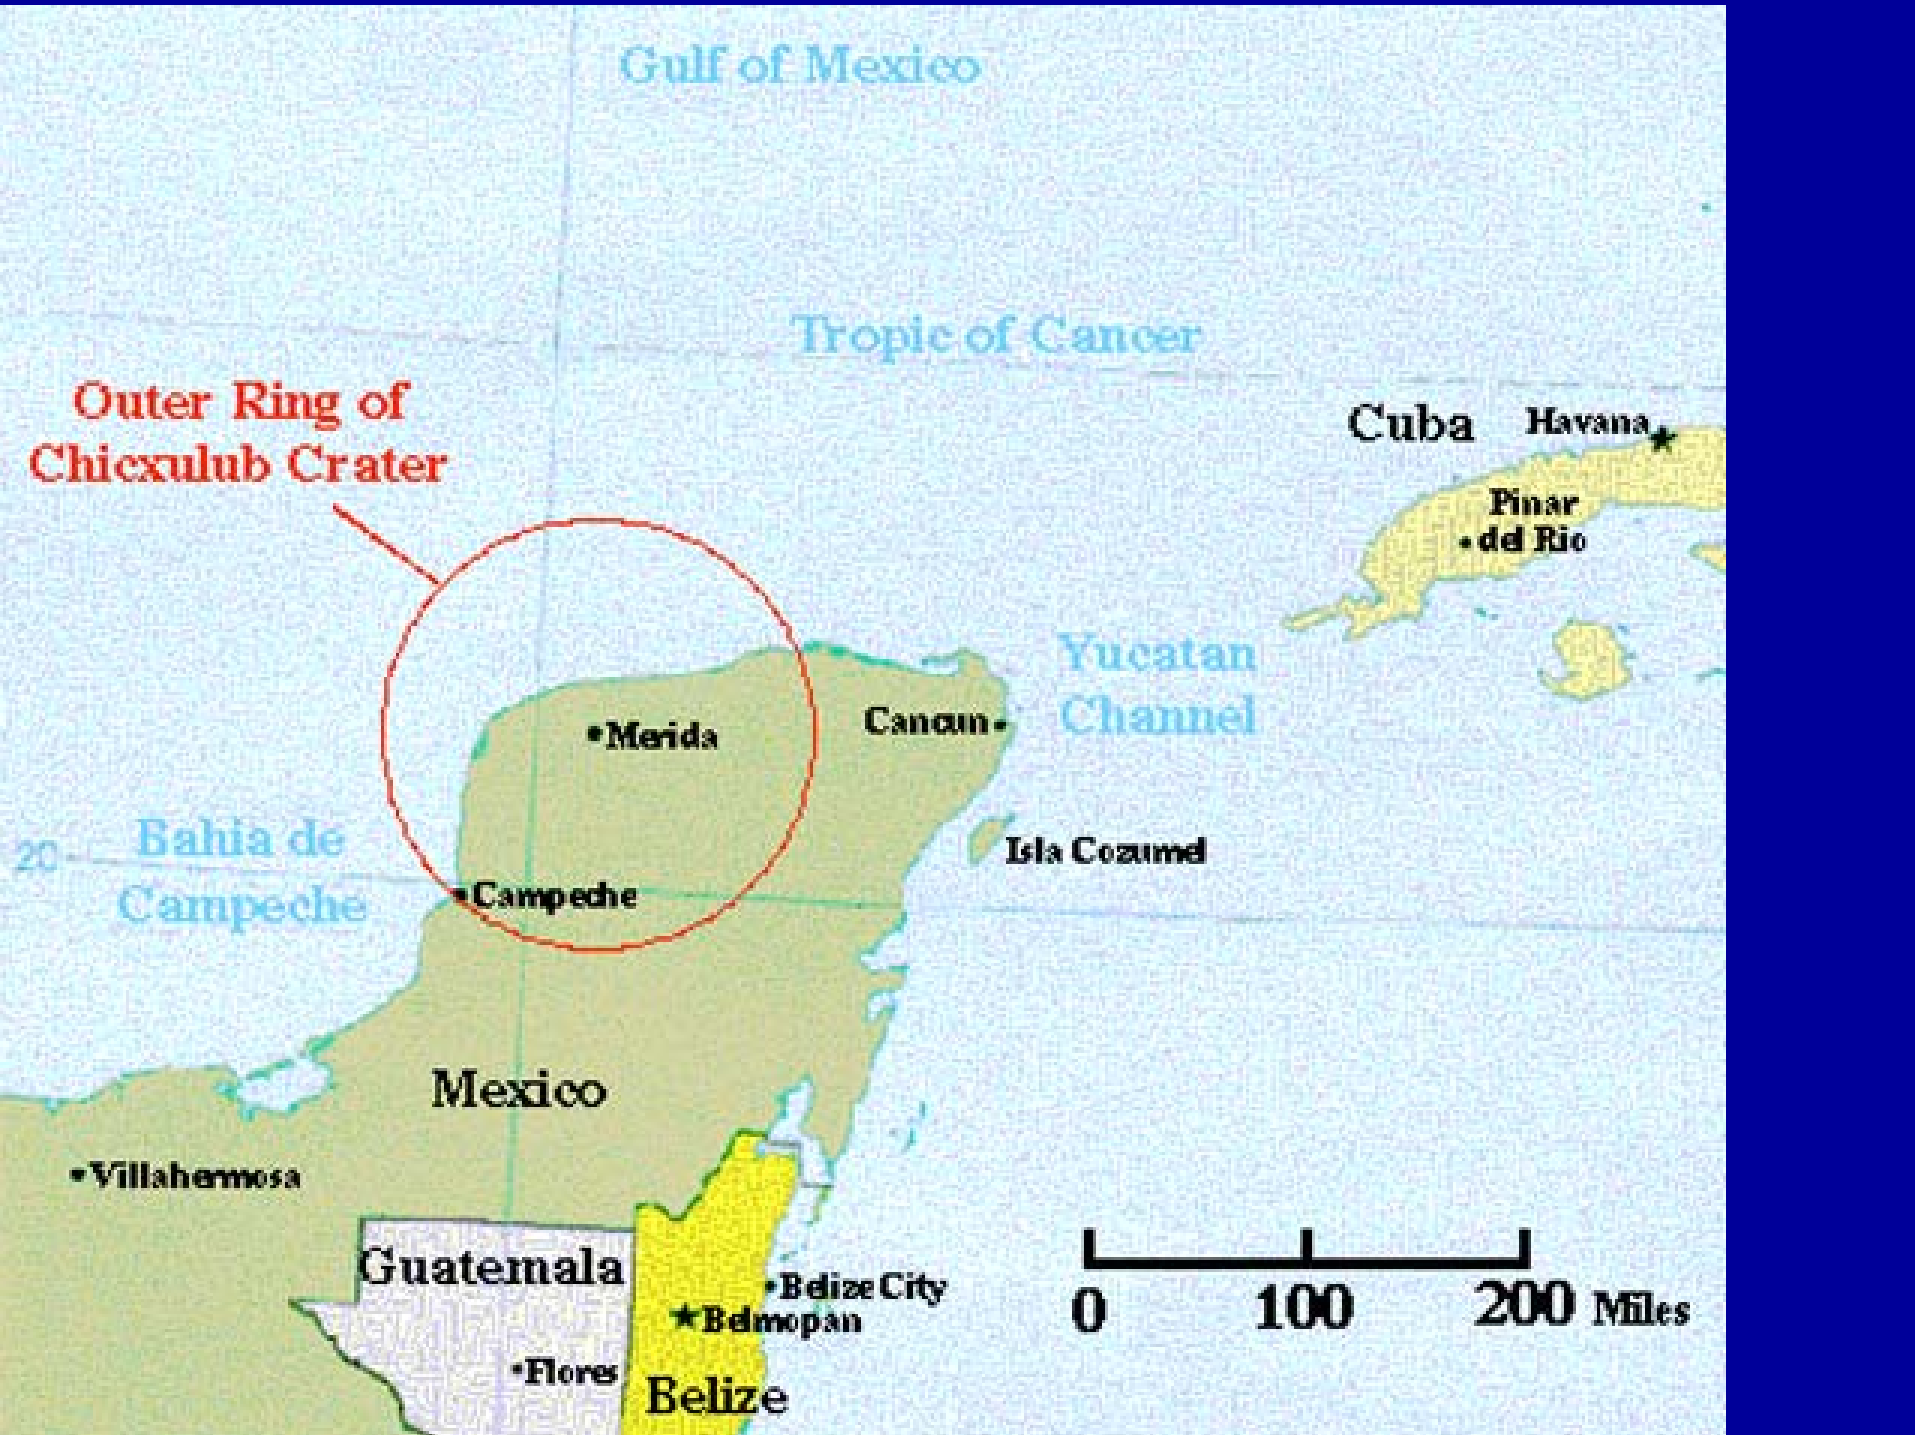 Gulf of Mexico
Tropic of Cancer
Outer Ring of
Chicxulub Crater
Cuba
Havana
Pinar
del Rio
Yucatan
Channel
Merida
Cancun
Bahia de
Campeche
20
Isla Cozumel
Campeche
Mexico
Villahermosa
Guatemala
Belize City
Belmopan
Flores
Belize
0 100 200 Miles